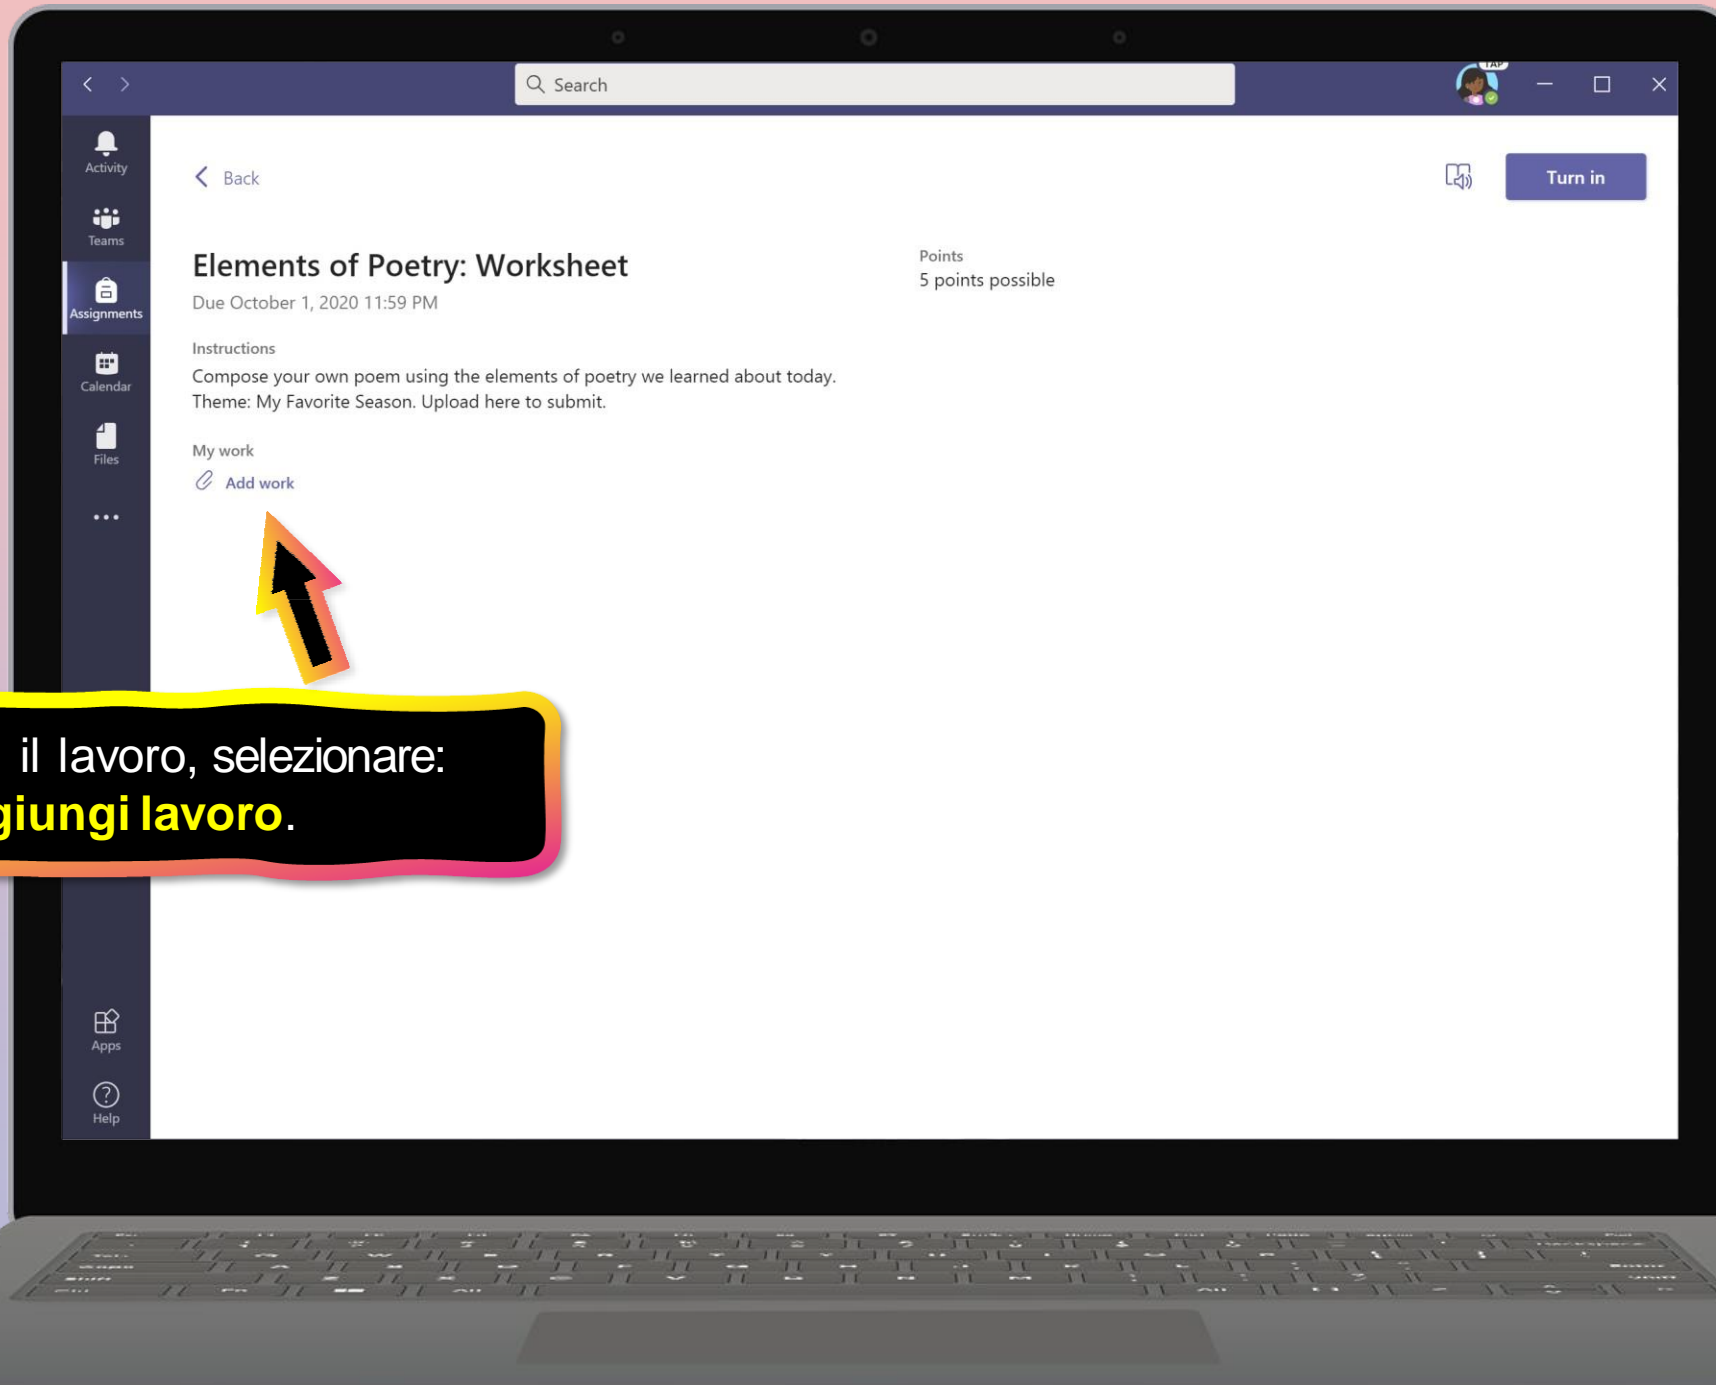 Search
TAP
Activity
Teams
Assignments
Calendar
Files
Apps
Help
Back
Turn in
Elements of Poetry: Worksheet
Due October 1, 2020 11:59 PM
Points
5 points possible
Instructions
Compose your own poem using the elements of poetry we learned about today.
Theme: My Favorite Season. Upload here to submit.
My work
Add work
il lavoro, selezionare:
giungi lavoro.